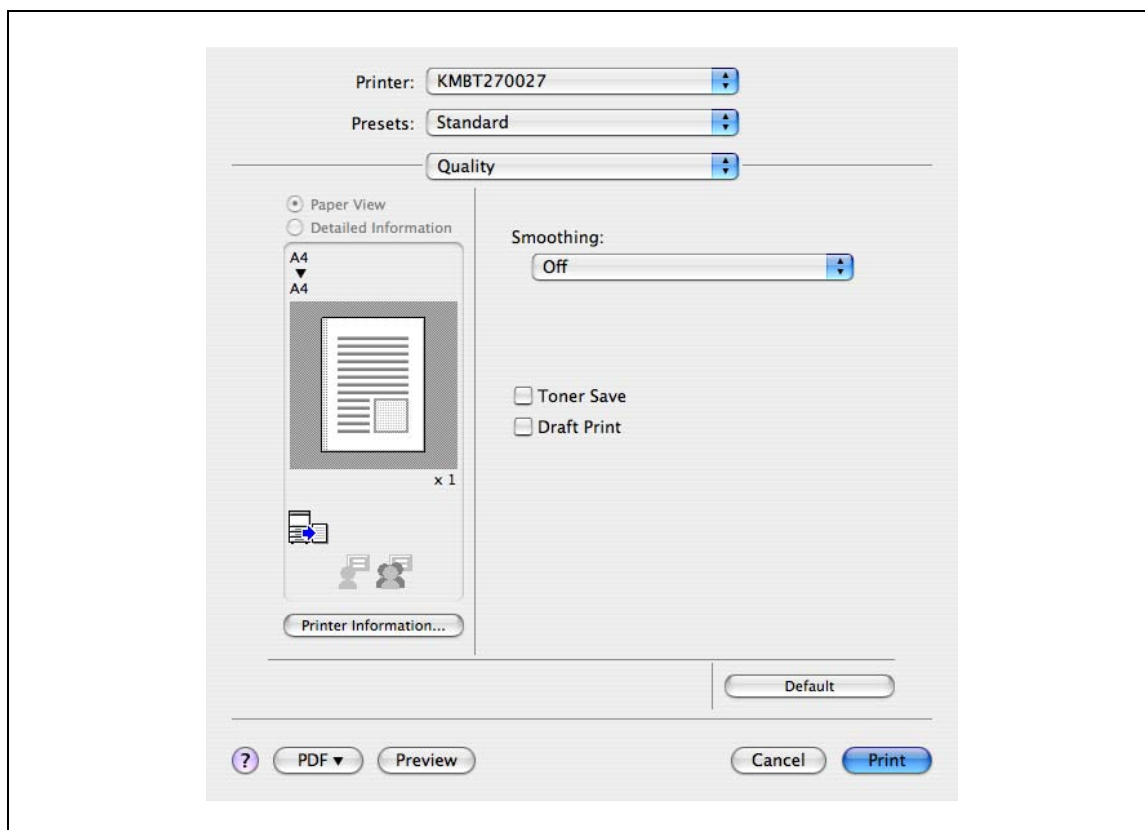 Printer: KMBT270027
Presets: Standard
Quality
Paper View
Detailed Information
A4
A4
x 1
Printer Information...
Smoothing:
Off
Toner Save
Draft Print
Default
? PDF Preview Cancel Print